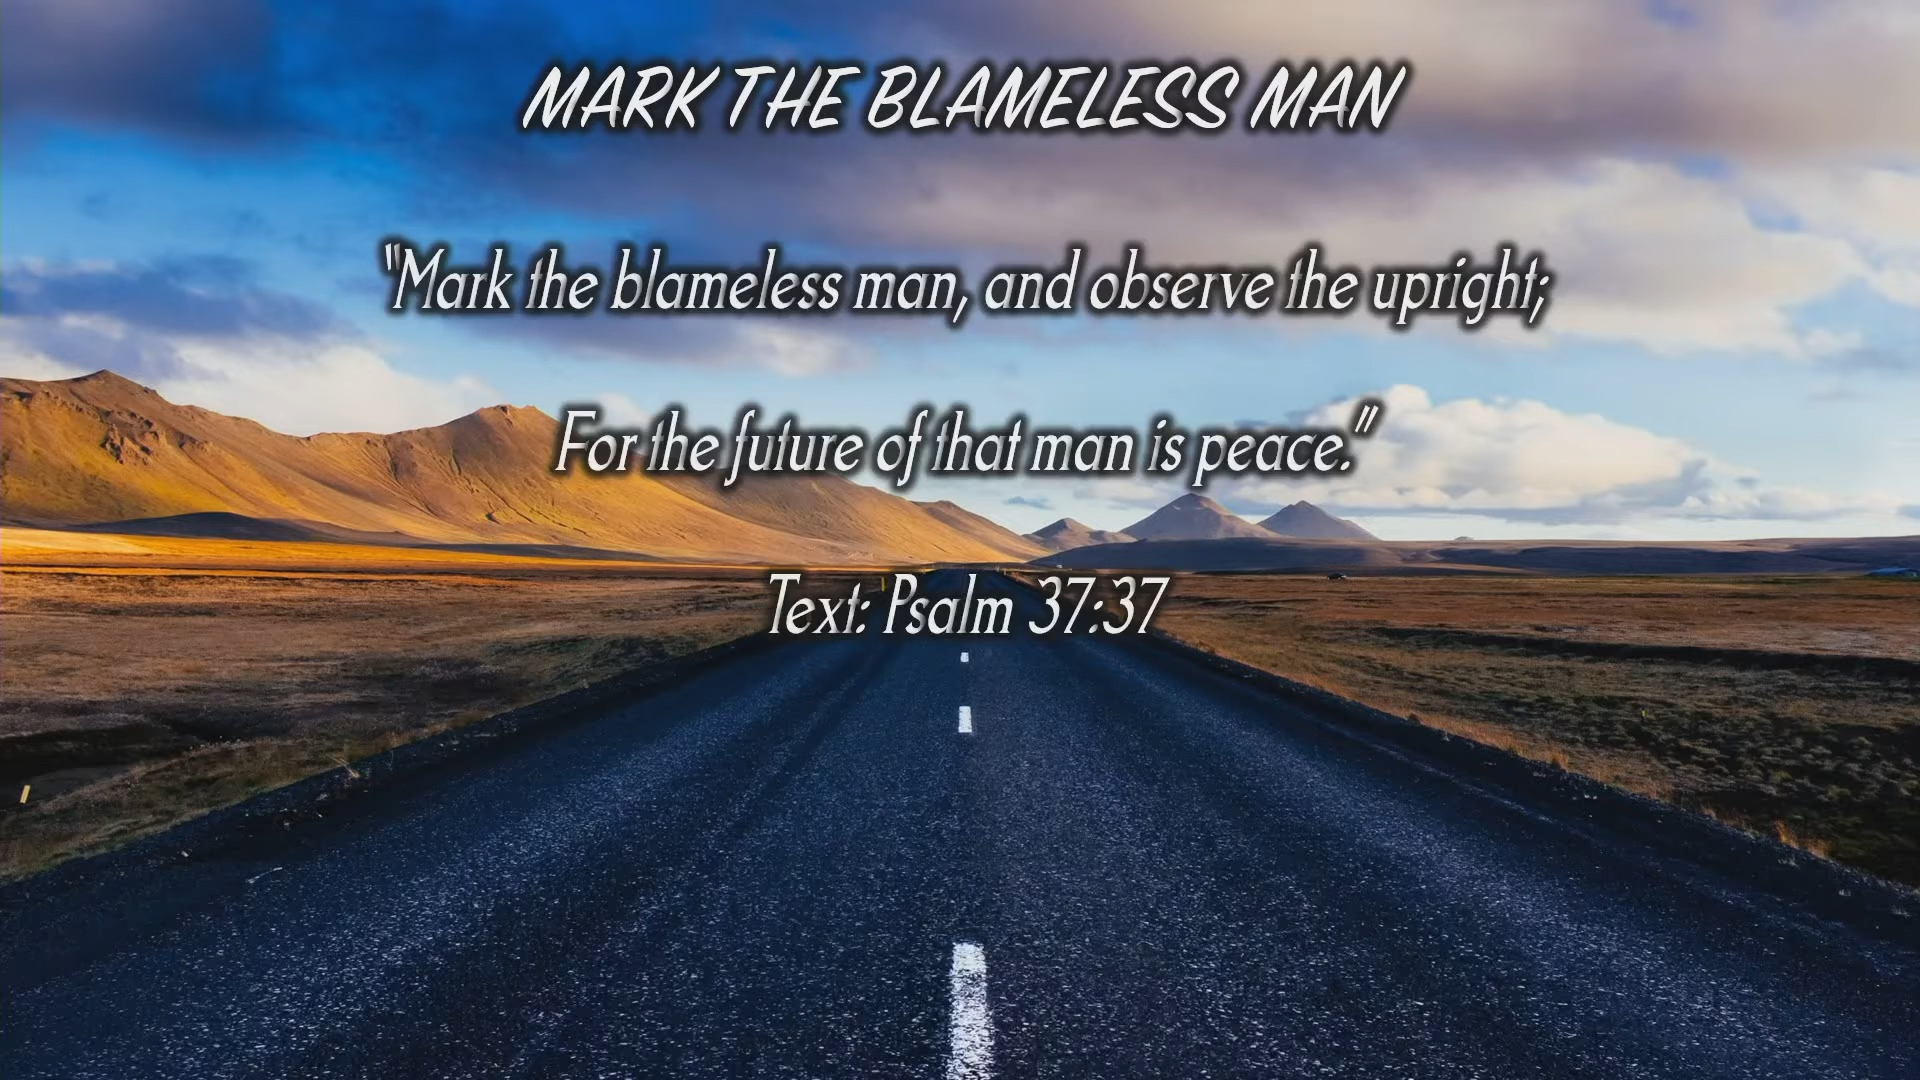 MARK THE BLAMELESS MAN
"Mark the blameless man, and observe the upright;
For the future of that man is peace."
Text: Psalm 37:37